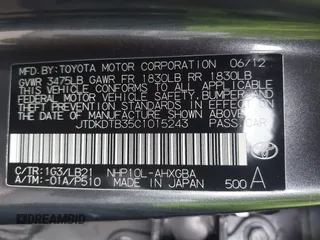 MFD.BY:TOYOTA MOTOR CORPORATION 06/12
GVWR 3475LB GAWR FR 1830LB RR 1830LB
THIS VEHICLE CONFORMS TO ALL APPLICABLE
FEDERAL MOTOR VEHICLE SAFETY, BUMPER, AND
THEFT PREVENTION STANDARDS IN EFFECT ON
THE DATE OF MANUFACTURE SHOWN ABOVE.
JTDKDTB35C1015243 PASS. CAR
C/TR:1G3/LB21 NHP10L-AHXGBA
A/TM:-01A/P510 MADE IN JAPAN 500 A
DREAMBID